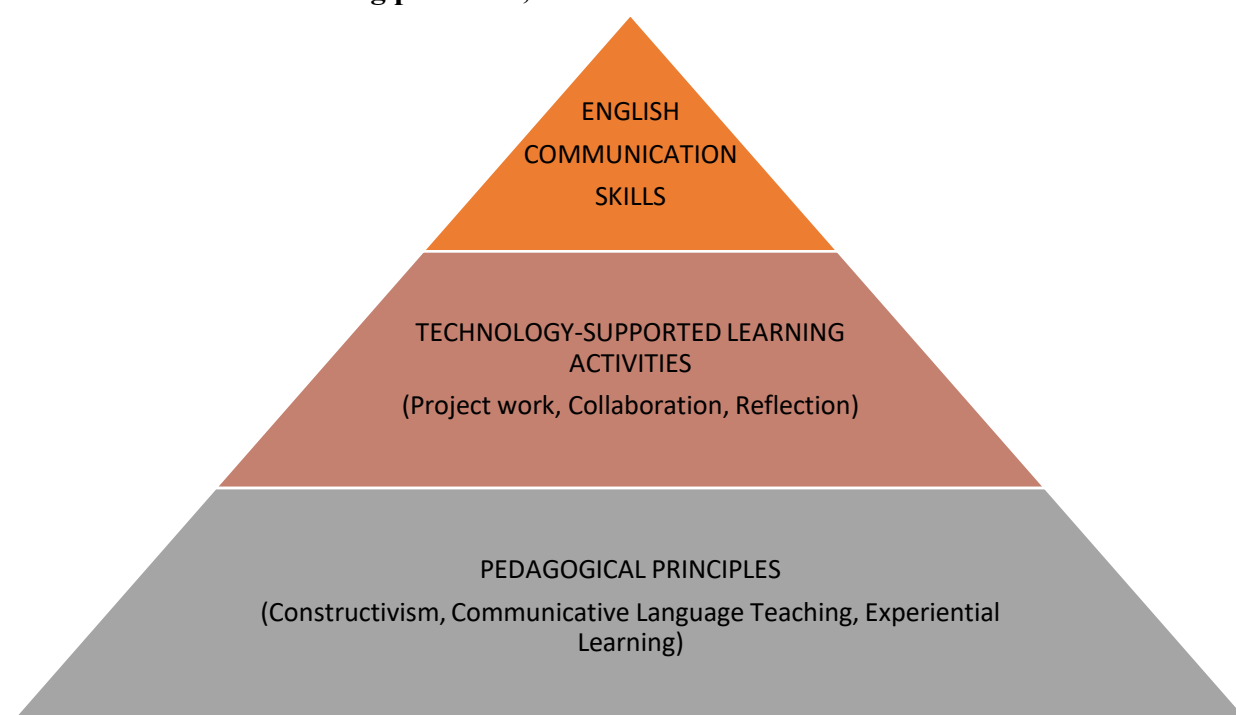 ENGLISH
COMMUNICATION
SKILLS
TECHNOLOGY-SUPPORTED LEARNING
ACTIVITIES
(Project work, Collaboration, Reflection)
PEDAGOGICAL PRINCIPLES
(Constructivism, Communicative Language Teaching, Experiential
Learning)